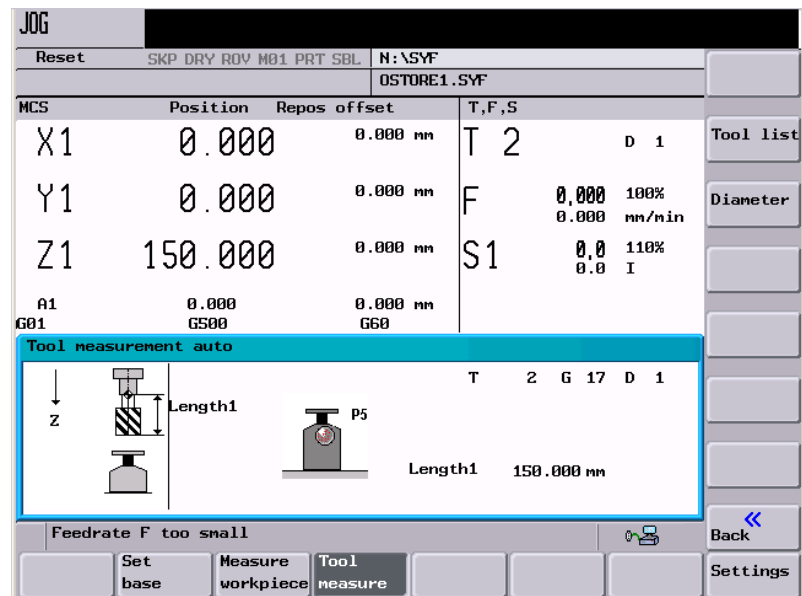 JOG
Reset SKP DRY ROV M01 PRT SBL N:\SYF
OSTORE1.SYF
MCS Position Repos offset T,F,S
X1 0.000 0.000 mm T 2 D 1 Tool list
Y1 0.000 0.000 mm F 0,000 100% Diameter
0.000 mm/min
Z1 150.000 0.000 mm S1 0,0 110%
0.0 I
A1 0.000 0.000 mm
G01 G500 G60
Tool measurement auto
T 2 G 17 D 1
Length1 P5
Z
Length1 150.000 mm
Feedrate F too small « Back
Set base Measure workpiece Tool measure Settings